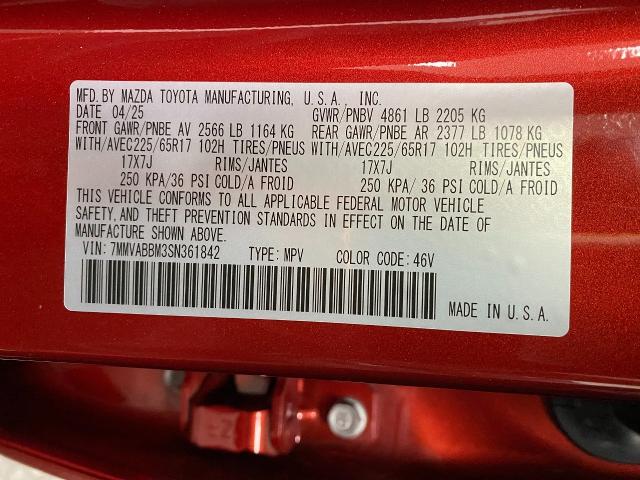 MFD. BY MAZDA TOYOTA MANUFACTURING, U.S.A., INC.
DATE 04/25 GVWR/PNBV 4861 LB 2205 KG
FRONT GAWR/PNBE AV 2566 LB 1164 KG REAR GAWR/PNBE AR 2377 LB 1078 KG
WITH/AVEC225/65R17 102H TIRES/PNEUS WITH/AVEC225/65R17 102H TIRES/PNEUS
17X7J RIMS/JANTES 17X7J RIMS/JANTES
250 KPA/36 PSI COLD/A FROID 250 KPA/ 36 PSI COLD/A FROID
THIS VEHICLE CONFORMS TO ALL APPLICABLE FEDERAL MOTOR VEHICLE
SAFETY,AND THEFT PREVENTION STANDARDS IN EFFECT ON THE DATE OF
MANUFACTURE SHOWN ABOVE.
VIN: 7MMVABBM3SN361842 TYPE: MPV COLOR CODE: 46V
MADE IN U.S.A.